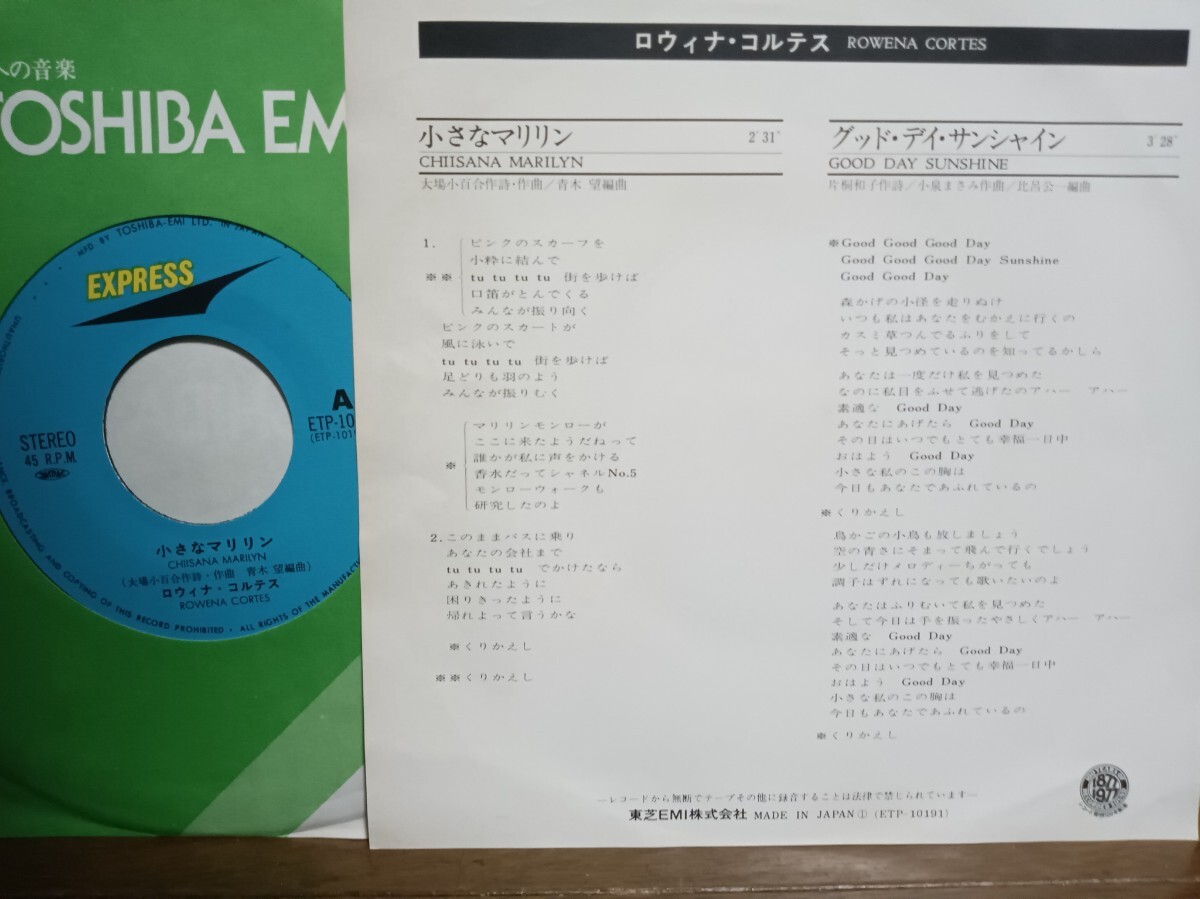 への音楽
TOSHIBA EM
MFD BY TOSHIBA-EMI LTD. IN JAPAN
EXPRESS
A
STEREO
45 R.P.M.
ETP-10
(ETP-101
小さなマリリン
CHIISANA MARILYN
(大場小百合作詩・作曲 青木 望編曲)
ロウィナ・コルテス
ROWENA CORTES
BROADCASTING AND COPYING OF THIS RECORD PROHIBITED • ALL RIGHTS OF THE MANUFACT
ロウィナ・コルテス ROWENA CORTES
小さなマリリン 2'31"
CHIISANA MARILYN
大場小百合作詩・作曲/青木 望編曲
1. ピンクのスカーフを
小粋に結んで
※※ tu tu tu tu 街を歩けば
口笛がとんでくる
みんなが振り向く
ピンクのスカートが
風に泳いで
tu tu tu tu 街を歩けば
足どりも羽のよう
みんなが振りむく
マリリンモンローが
ここに来たようだねって
※ 誰かが私に声をかける
香水だってシャネルNo.5
モンローウォークも
研究したのよ
2. このままバスに乗り
あなたの会社まで
tu tu tu tu でかけたなら
あきれたように
困りきったように
帰れよって言うかな
※くりかえし
※※くりかえし
グッド・デイ・サンシャイン 3'28"
GOOD DAY SUNSHINE
片桐和子作詩/小泉まさみ作曲/比呂公一編曲
※Good Good Good Day
Good Good Good Day Sunshine
Good Good Day
森かげの小径を走りぬけ
いつも私はあなたをむかえに行くの
カスミ草つんでるふりをして
そっと見つめているのを知ってるかしら
あなたは一度だけ私を見つめた
なのに私目をふせて逃げたのアハー アハー
素適な Good Day
あなたにあげたら Good Day
その日はいつでもとても幸福一日中
おはよう Good Day
小さな私のこの胸は
今日もあなたであふれているの
※くりかえし
鳥かごの小鳥も放しましょう
空の青さにそまって飛んで行くでしょう
少しだけメロディーちがっても
調子はずれになっても歌いたいのよ
あなたはふりむいて私を見つめた
そして今日は手を振ったやさしくアハー アハー
素適な Good Day
あなたにあげたら Good Day
その日はいつでもとても幸福一日中
おはよう Good Day
小さな私のこの胸は
今日もあなたであふれているの
※くりかえし
1877
1977
—レコードから無断でテープその他に録音することは法律で禁じられています—
東芝EMI株式会社 MADE IN JAPAN① (ETP-10191)